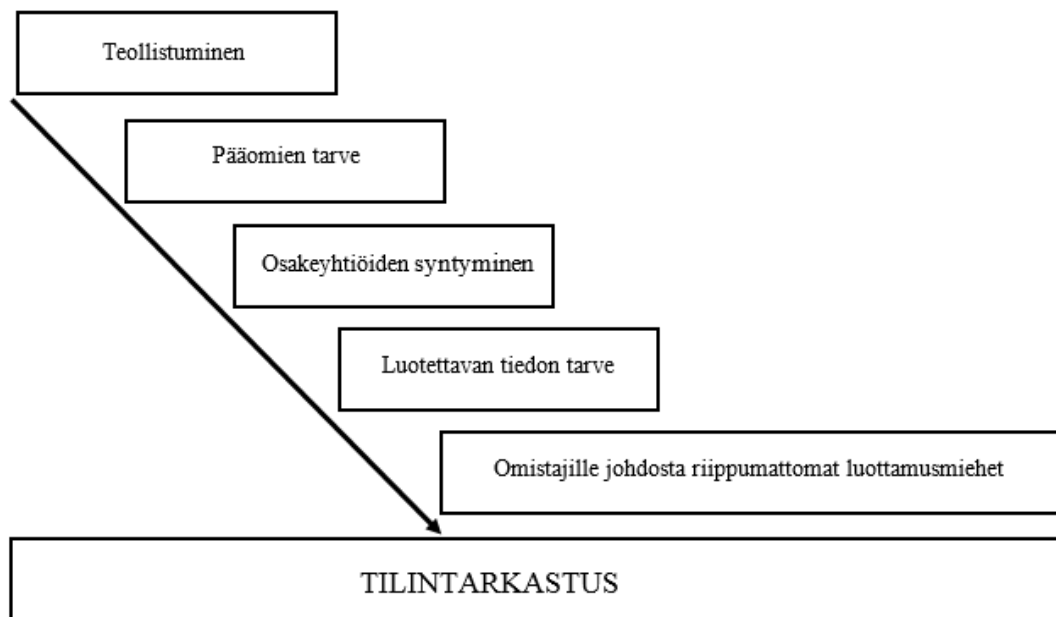 Teollistuminen
Pääomien tarve
Osakeyhtiöiden syntyminen
Luotettavan tiedon tarve
Omistajille johdosta riippumattomat luottamusmiehet
TILINTARKASTUS